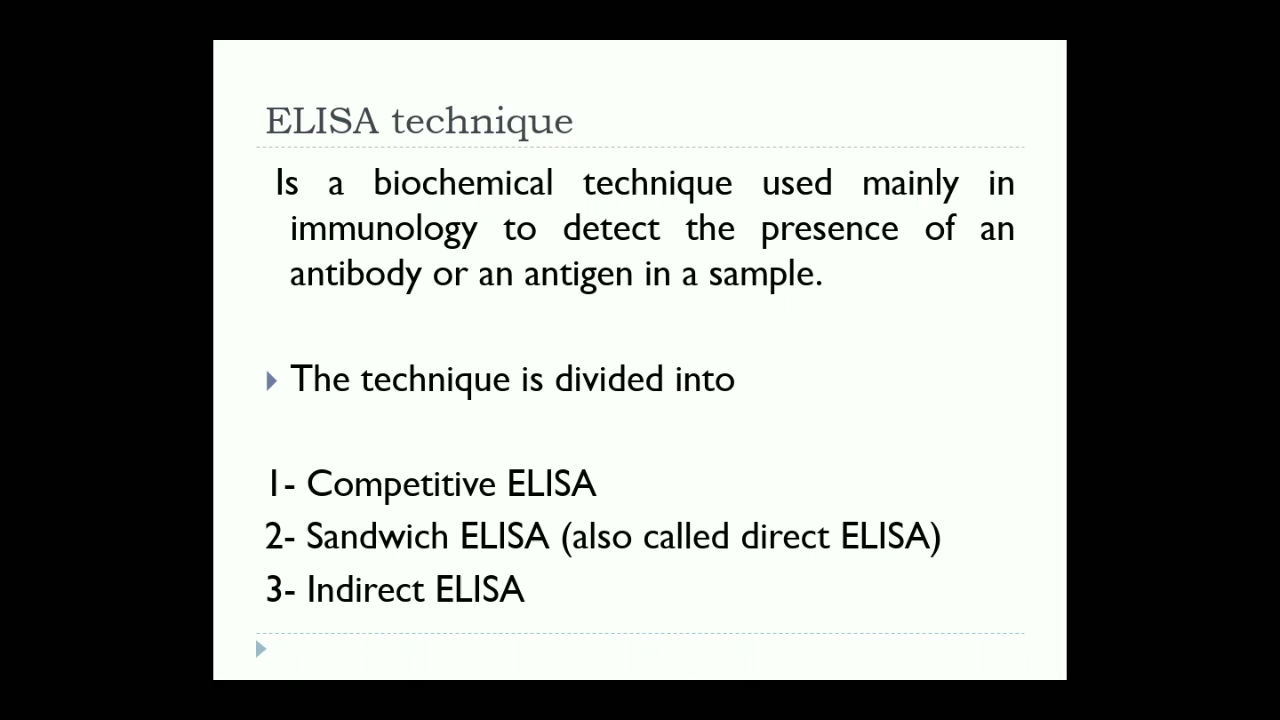 ELISA technique
Is a biochemical technique used mainly in
immunology to detect the presence of an
antibody or an antigen in a sample.
The technique is divided into
1- Competitive ELISA
2- Sandwich ELISA (also called direct ELISA)
3- Indirect ELISA